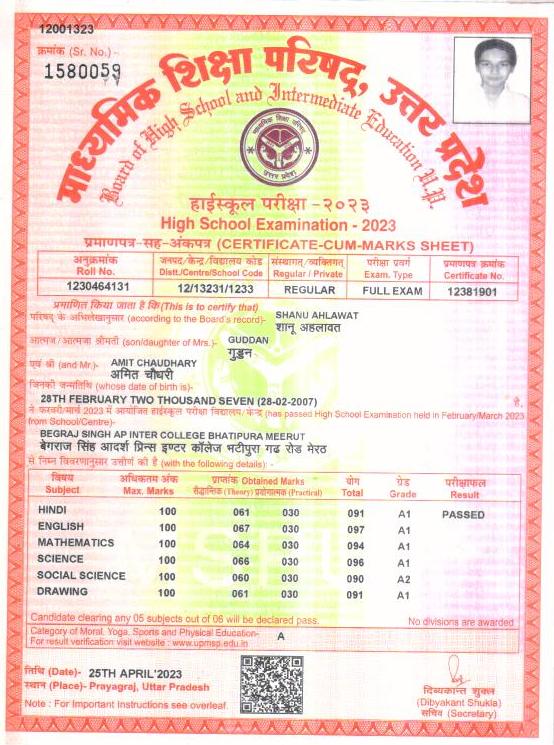 12001323
क्रमांक (Sr. No.) -
1580059
माध्यमिक शिक्षा परिषद्, उत्तर प्रदेश
Board of High School and Intermediate Education U.P.
माध्यमिक शिक्षा परिषद्
उत्तर प्रदेश
हाईस्कूल परीक्षा - २०२३
High School Examination - 2023
प्रमाणपत्र-सह-अंकपत्र (CERTIFICATE-CUM-MARKS SHEET)
अनुक्रमांक जनपद/केन्द्र/विद्यालय कोड संस्थागत्/व्यक्तिगत् परीक्षा प्रवर्ग प्रमाणपत्र क्रमांक
Roll No. Distt./Centre/School Code Regular / Private Exam. Type Certificate No.
1230464131 12/13231/1233 REGULAR FULL EXAM 12381901
प्रमाणित किया जाता है कि (This is to certify that)
SHANU AHLAWAT
परिषद् के अभिलेखानुसार (according to the Board's record)- शानू अहलावत
GUDDAN
आत्मज/आत्मजा श्रीमती (son/daughter of Mrs.)- गुड्डन
AMIT CHAUDHARY
एवं श्री (and Mr.)- अमित चौधरी
जिनकी जन्मतिथि (whose date of birth is)-
28TH FEBRUARY TWO THOUSAND SEVEN (28-02-2007) है,
ने फरवरी/मार्च 2023 में आयोजित हाईस्कूल परीक्षा विद्यालय/केन्द्र (has passed High School Examination held in February/March 2023
from School/Centre)-
BEGRAJ SINGH AP INTER COLLEGE BHATIPURA MEERUT
बेगराज सिंह आदर्श प्रिन्स इण्टर कॉलेज भटीपुरा गढ रोड मेरठ
से निम्न विवरणानुसार उत्तीर्ण की है (with the following details): -
विषय अधिकतम अंक प्राप्तांक Obtained Marks योग ग्रेड परीक्षाफल
Subject Max. Marks सैद्धान्तिक (Theory) प्रयोगात्मक (Practical) Total Grade Result
HINDI 100 061 030 091 A1 PASSED
ENGLISH 100 067 030 097 A1
MATHEMATICS 100 064 030 094 A1
SCIENCE 100 066 030 096 A1
SOCIAL SCIENCE 100 060 030 090 A2
DRAWING 100 061 030 091 A1
Candidate clearing any 05 subjects out of 06 will be declared pass. No divisions are awarded
Category of Moral, Yoga, Sports and Physical Education- A
For result verification visit website : www.upmsp.edu.in
तिथि (Date)- 25TH APRIL'2023
स्थान (Place)- Prayagraj, Uttar Pradesh
Note : For Important Instructions see overleaf.
दिब्यकान्त शुक्ल
(Dibyakant Shukla)
सचिव (Secretary)